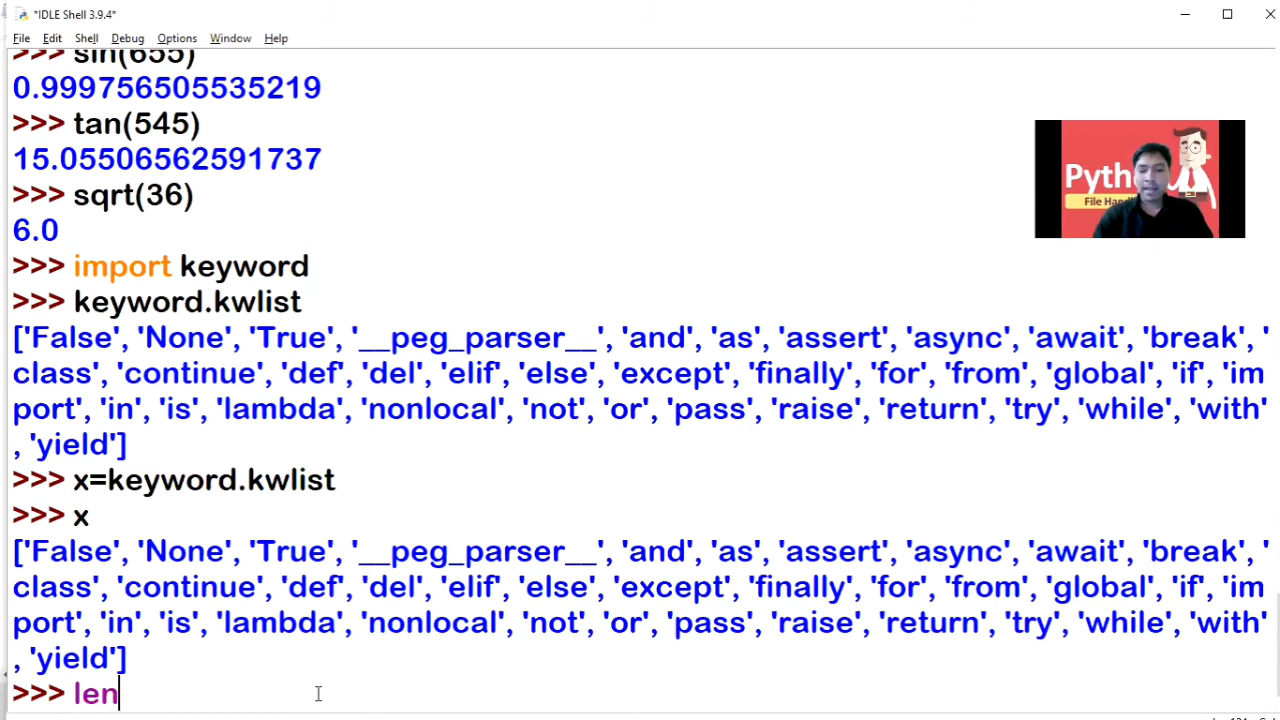 *IDLE Shell 3.9.4*
File Edit Shell Debug Options Window Help
>>> sin(655)
0.999756505535219
>>> tan(545)
15.05506562591737
>>> sqrt(36)
6.0
>>> import keyword
>>> keyword.kwlist
['False', 'None', 'True', '__peg_parser__', 'and', 'as', 'assert', 'async', 'await', 'break', '
class', 'continue', 'def', 'del', 'elif', 'else', 'except', 'finally', 'for', 'from', 'global', 'if', 'im
port', 'in', 'is', 'lambda', 'nonlocal', 'not', 'or', 'pass', 'raise', 'return', 'try', 'while', 'with'
, 'yield']
>>> x=keyword.kwlist
>>> x
['False', 'None', 'True', '__peg_parser__', 'and', 'as', 'assert', 'async', 'await', 'break', '
class', 'continue', 'def', 'del', 'elif', 'else', 'except', 'finally', 'for', 'from', 'global', 'if', 'im
port', 'in', 'is', 'lambda', 'nonlocal', 'not', 'or', 'pass', 'raise', 'return', 'try', 'while', 'with'
, 'yield']
>>> len
Pyth
File Hand